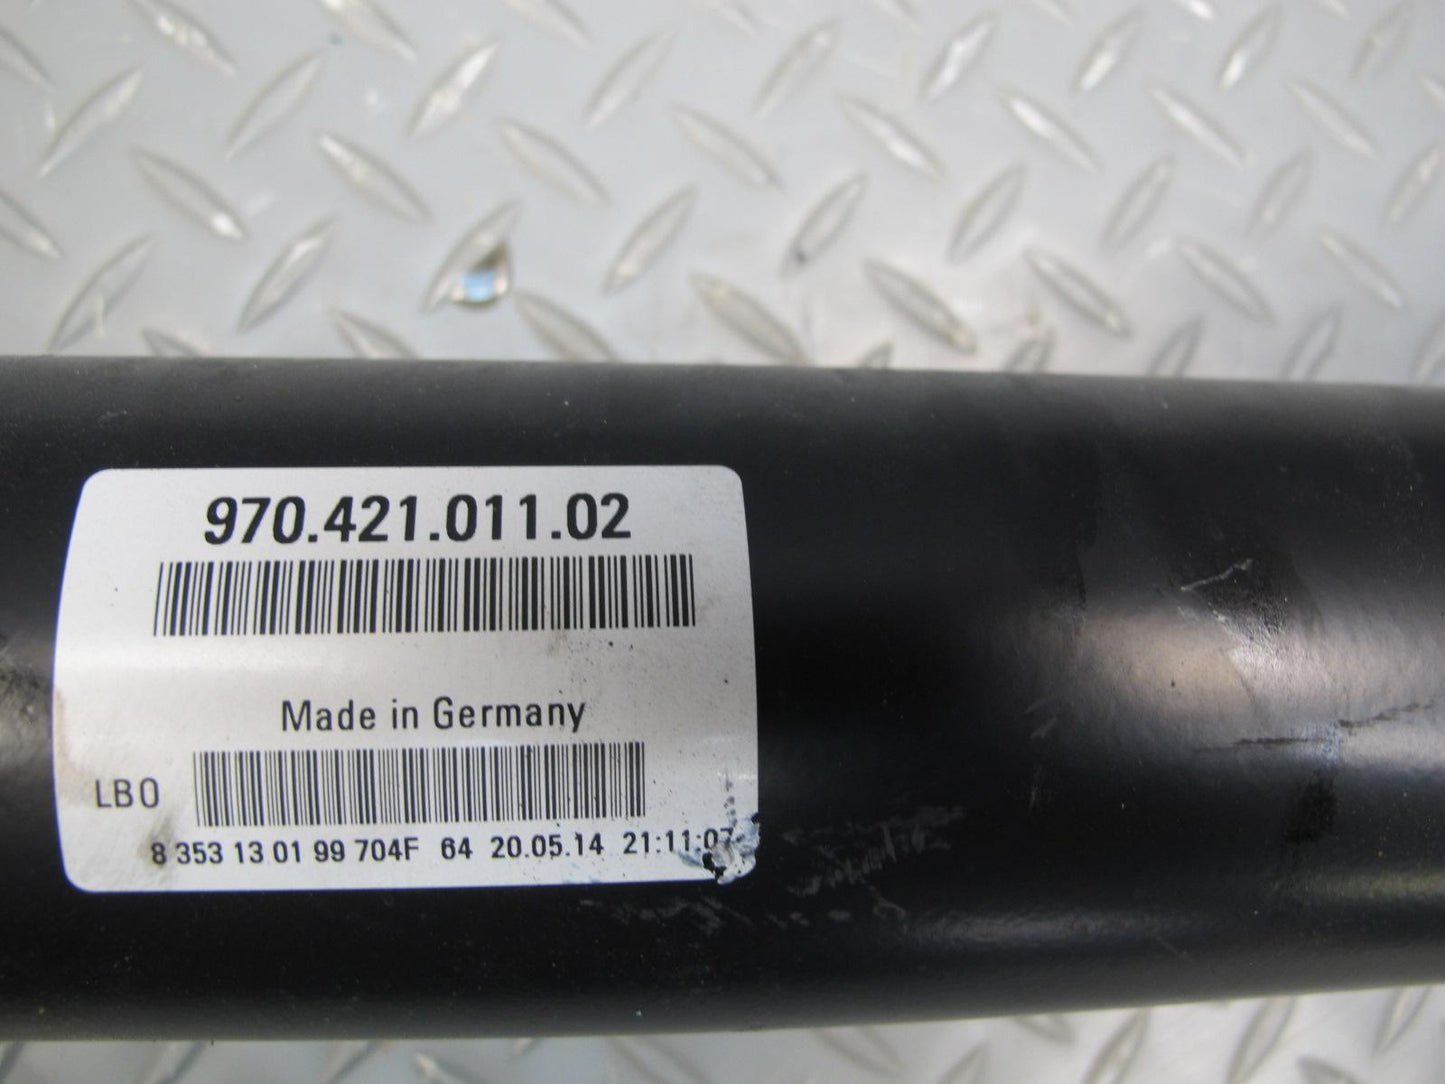 970.421.011.02
Made in Germany
LB0
8 353 13 01 99 704F 64 20.05.14 21:11:07